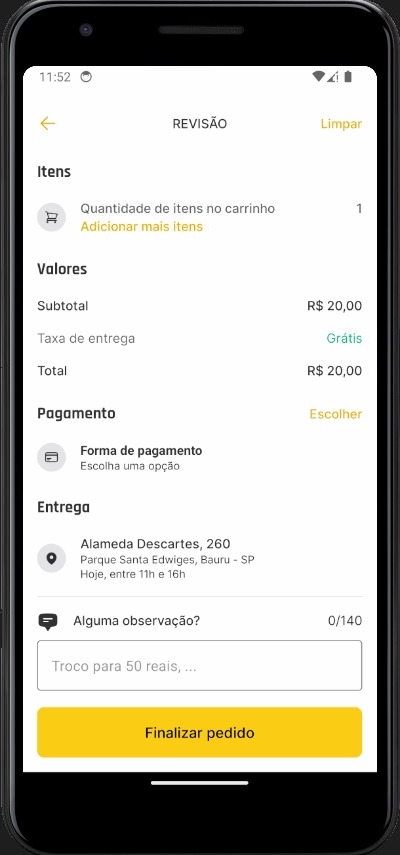 11:52
REVISÃO
Limpar
Itens
Quantidade de itens no carrinho 1
Adicionar mais itens
Valores
Subtotal R$ 20,00
Taxa de entrega Grátis
Total R$ 20,00
Pagamento Escolher
Forma de pagamento
Escolha uma opção
Entrega
Alameda Descartes, 260
Parque Santa Edwiges, Bauru - SP
Hoje, entre 11h e 16h
Alguma observação? 0/140
Troco para 50 reais, ...
Finalizar pedido